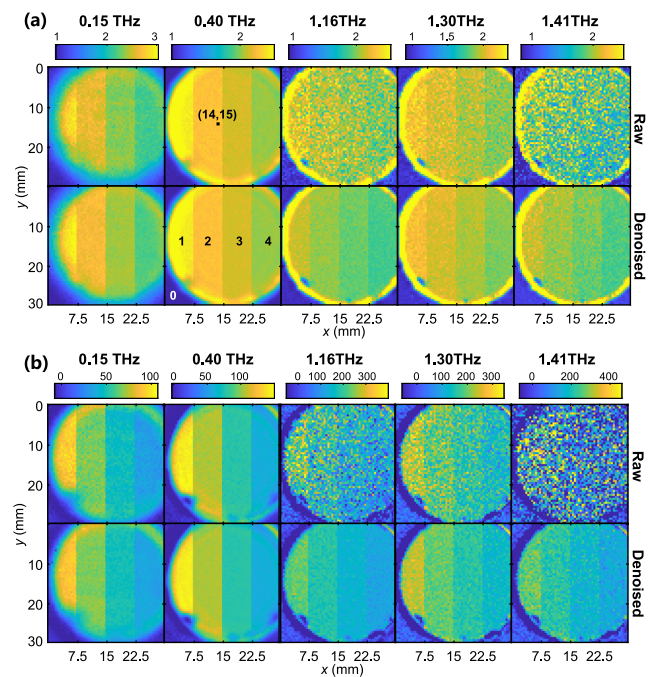 (a)
0.15 THz 0.40 THz 1.16THz 1.30THz 1.41THz
1 2 3 1 2 1 2 1 1.5 2 1 2
0
10
20
y (mm)
(14,15)
Raw
10
20
30
1 2 3 4
0
Denoised
7.5 15 22.5 7.5 15 22.5 7.5 15 22.5 7.5 15 22.5 7.5 15 22.5
x (mm)
(b)
0.15 THz 0.40 THz 1.16THz 1.30THz 1.41THz
0 50 100 0 50 100 0 100 200 300 0 100 200 300 0 200 400
0
10
20
y (mm)
Raw
10
20
30
Denoised
7.5 15 22.5 7.5 15 22.5 7.5 15 22.5 7.5 15 22.5 7.5 15 22.5
x (mm)